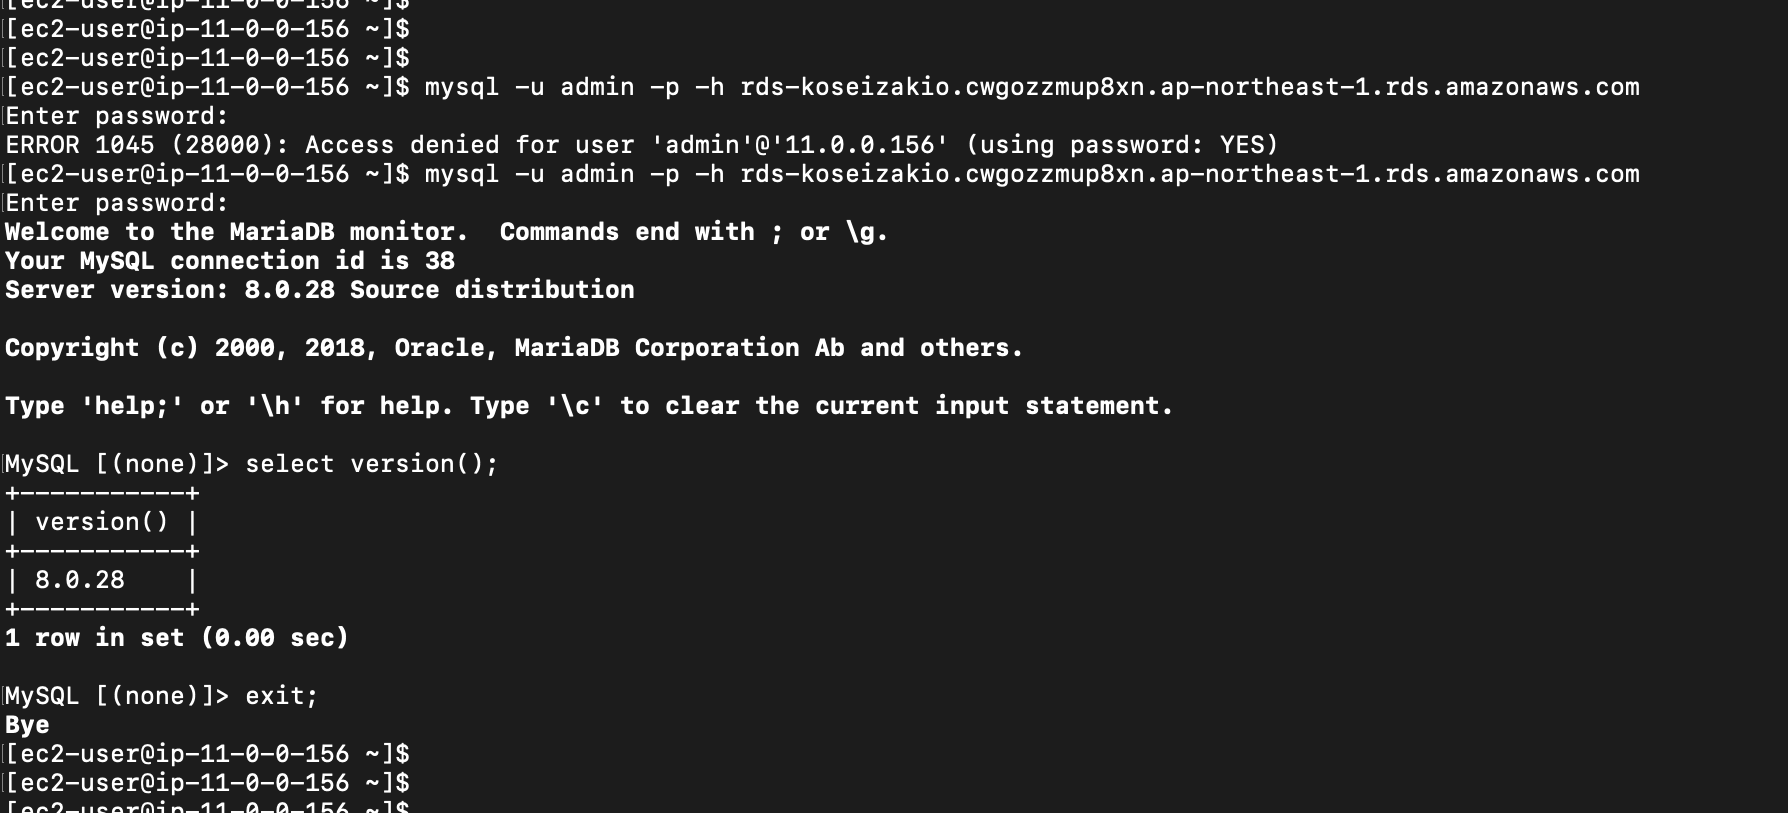 [ec2-user@ip-11-0-0-156 ~]$
[ec2-user@ip-11-0-0-156 ~]$
[ec2-user@ip-11-0-0-156 ~]$
[ec2-user@ip-11-0-0-156 ~]$ mysql -u admin -p -h rds-koseizakio.cwgozzmup8xn.ap-northeast-1.rds.amazonaws.com
Enter password:
ERROR 1045 (28000): Access denied for user 'admin'@'11.0.0.156' (using password: YES)
[ec2-user@ip-11-0-0-156 ~]$ mysql -u admin -p -h rds-koseizakio.cwgozzmup8xn.ap-northeast-1.rds.amazonaws.com
Enter password:
Welcome to the MariaDB monitor.  Commands end with ; or \g.
Your MySQL connection id is 38
Server version: 8.0.28 Source distribution

Copyright (c) 2000, 2018, Oracle, MariaDB Corporation Ab and others.

Type 'help;' or '\h' for help. Type '\c' to clear the current input statement.

MySQL [(none)]> select version();
+-----------+
| version() |
+-----------+
| 8.0.28    |
+-----------+
1 row in set (0.00 sec)

MySQL [(none)]> exit;
Bye
[ec2-user@ip-11-0-0-156 ~]$
[ec2-user@ip-11-0-0-156 ~]$
[ec2-user@ip-11-0-0-156 ~]$